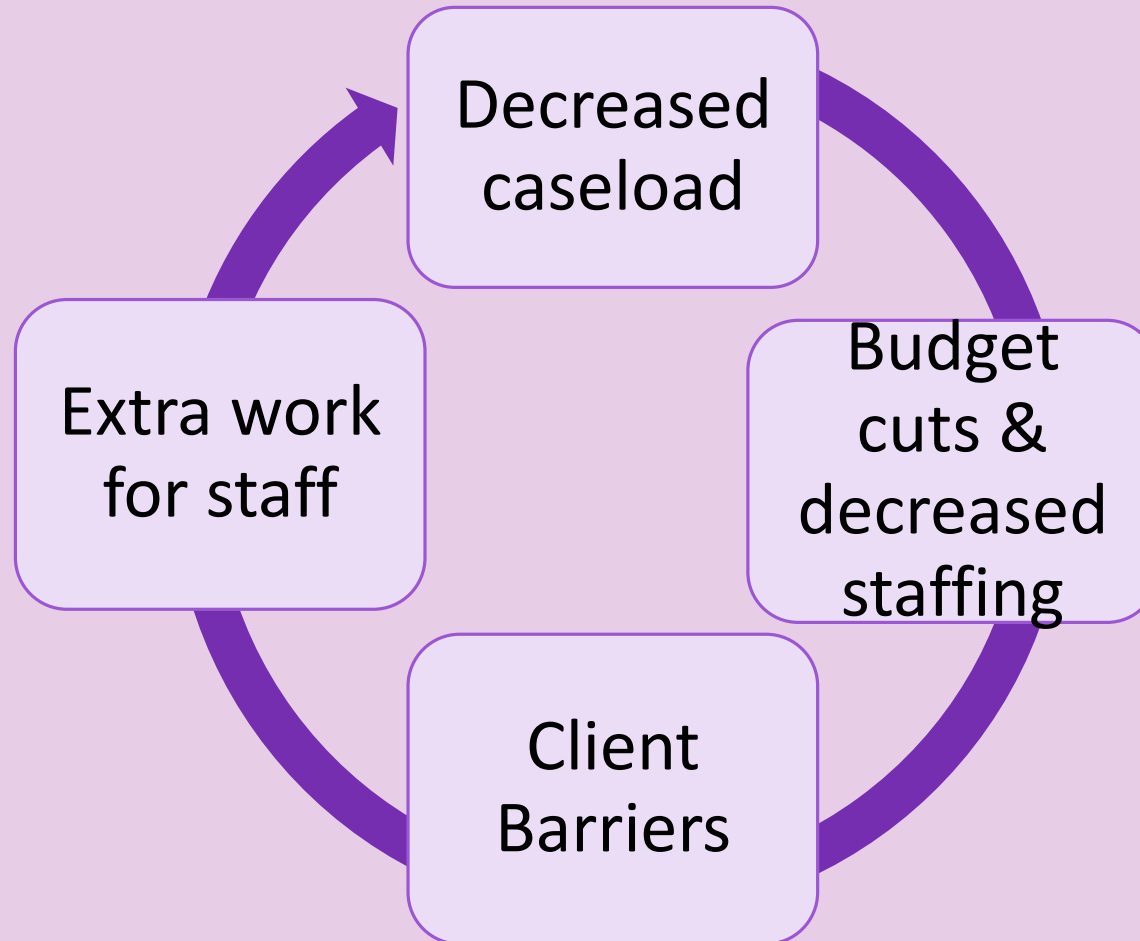 Decreased
caseload
Budget
cuts &
decreased
staffing
Client
Barriers
Extra work
for staff